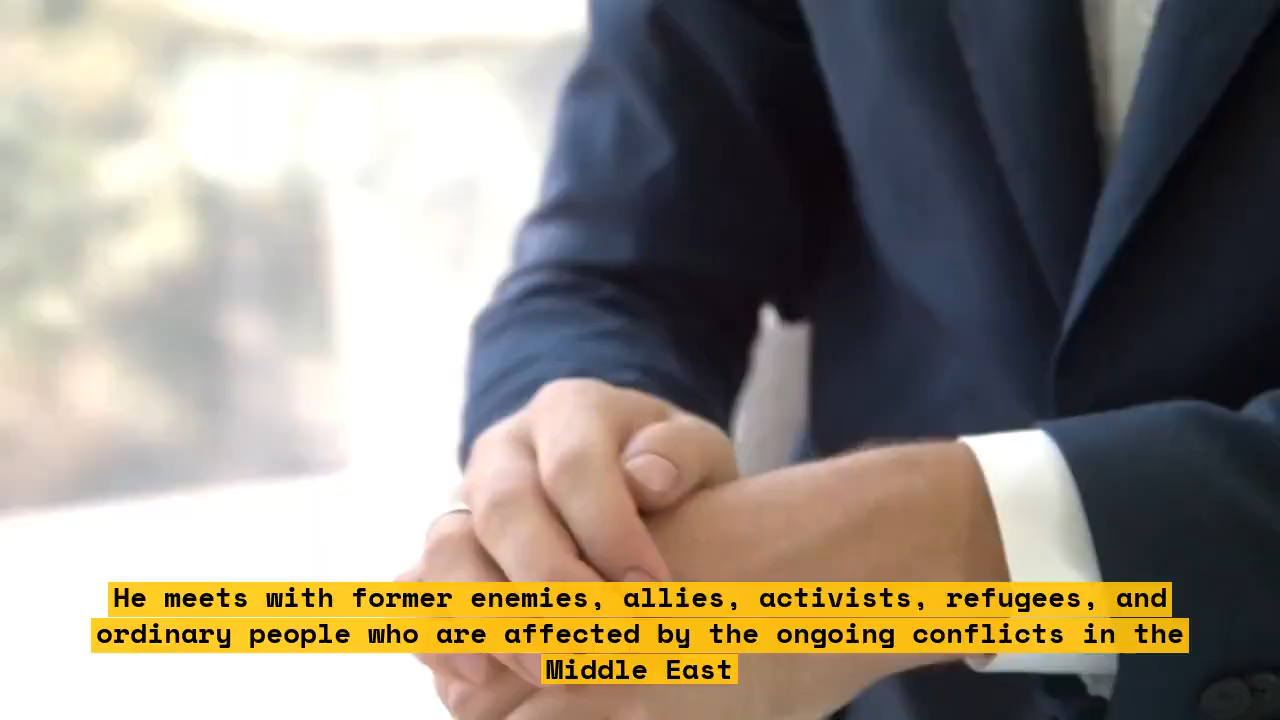 He meets with former enemies, allies, activists, refugees, and
ordinary people who are affected by the ongoing conflicts in the
Middle East